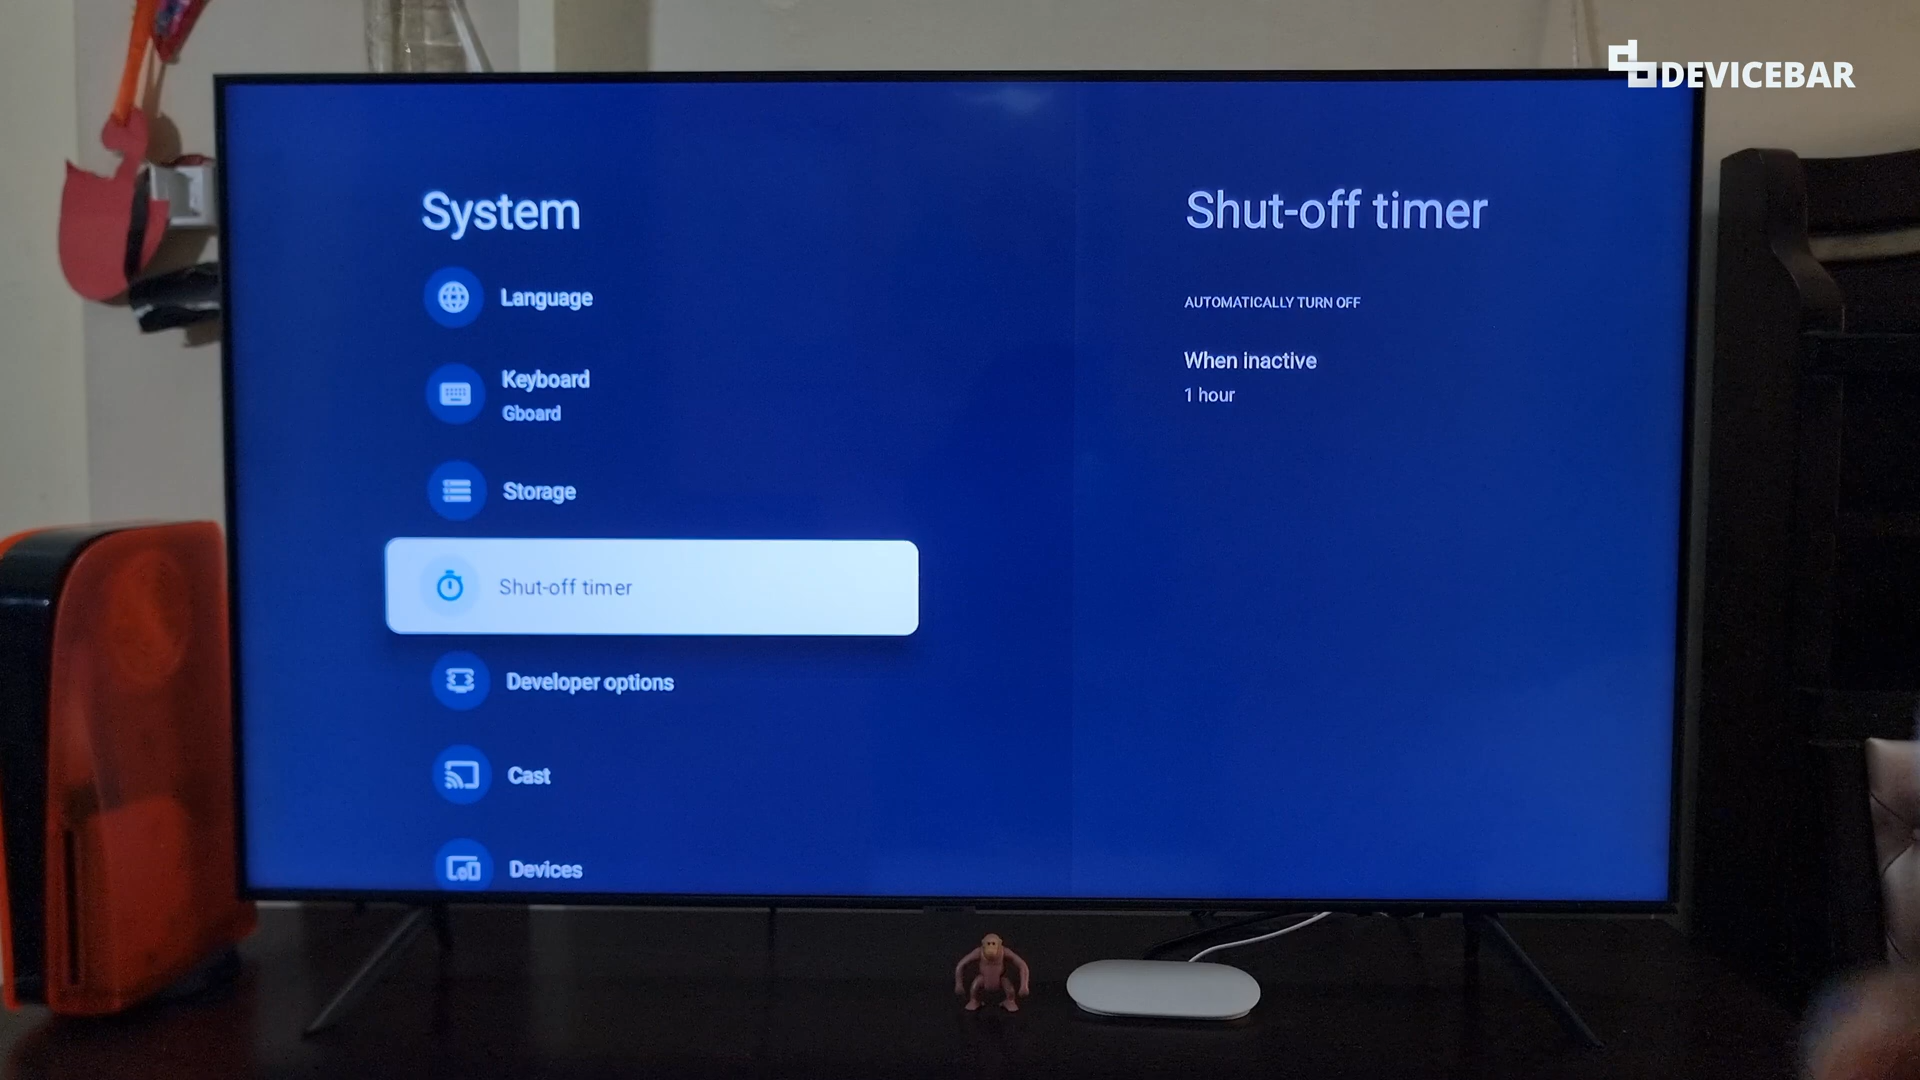 DEVICEBAR
System
Language
Keyboard
Gboard
Storage
Shut-off timer
Developer options
Cast
Devices
Shut-off timer
AUTOMATICALLY TURN OFF
When inactive
1 hour